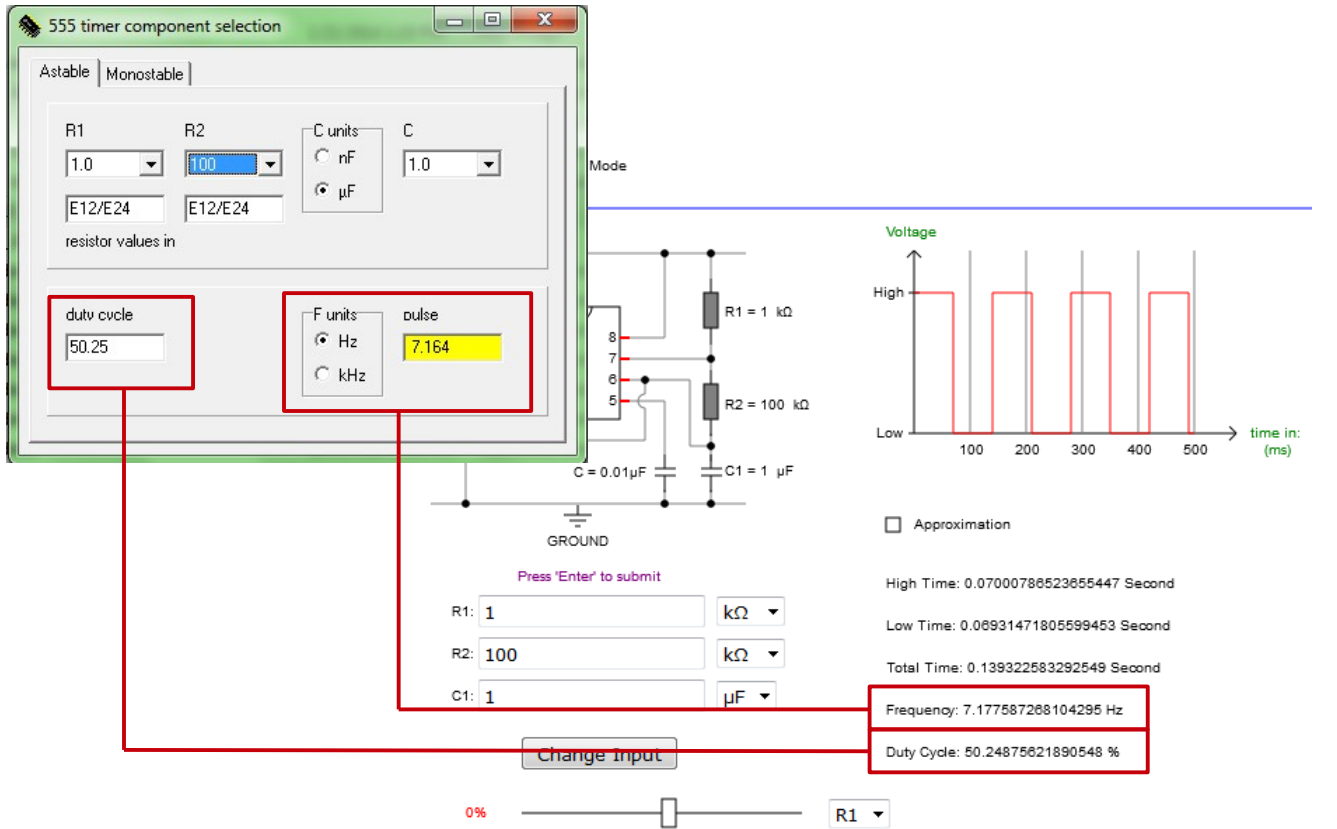 555 timer component selection
Astable
Monostable
R1
R2
C units
C
1.0
100
nF
µF
1.0
E12/E24
E12/E24
resistor values in
duty cycle
50.25
F units
Hz
kHz
pulse
7.164
Mode
8
7
6
5
R1 = 1 kΩ
R2 = 100 kΩ
C = 0.01µF
C1 = 1 µF
GROUND
Voltage
High
Low
100 200 300 400 500
time in:
(ms)
Approximation
Press 'Enter' to submit
R1: 1 kΩ
R2: 100 kΩ
C1: 1 µF
Change Input
0%
R1
High Time: 0.07000786523655447 Second
Low Time: 0.06931471805599453 Second
Total Time: 0.139322583292549 Second
Frequency: 7.177587268104295 Hz
Duty Cycle: 50.24875621890548 %